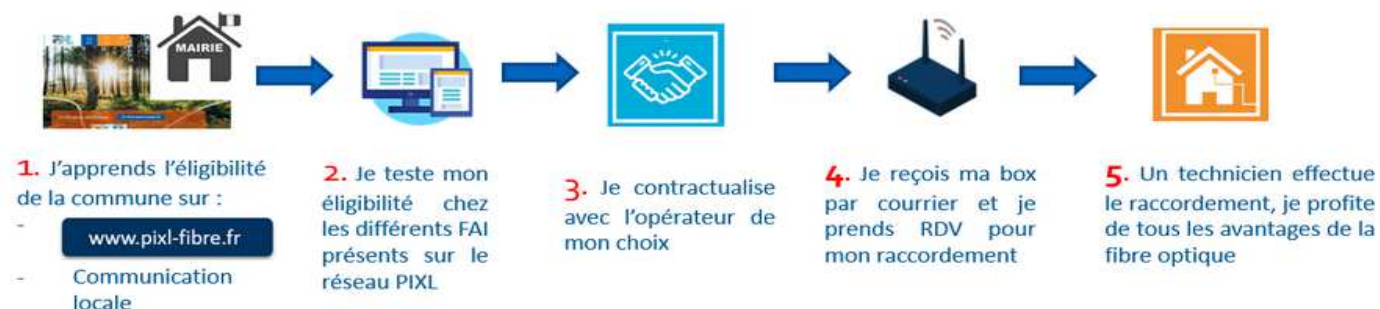 MAIRIE
1. J'apprends l'éligibilité
de la commune sur :
- www.pixl-fibre.fr
- Communication
locale
2. Je teste mon
éligibilité chez
les différents FAI
présents sur le
réseau PIXL
3. Je contractualise
avec l'opérateur de
mon choix
4. Je reçois ma box
par courrier et je
prends RDV pour
mon raccordement
5. Un technicien effectue
le raccordement, je profite
de tous les avantages de la
fibre optique